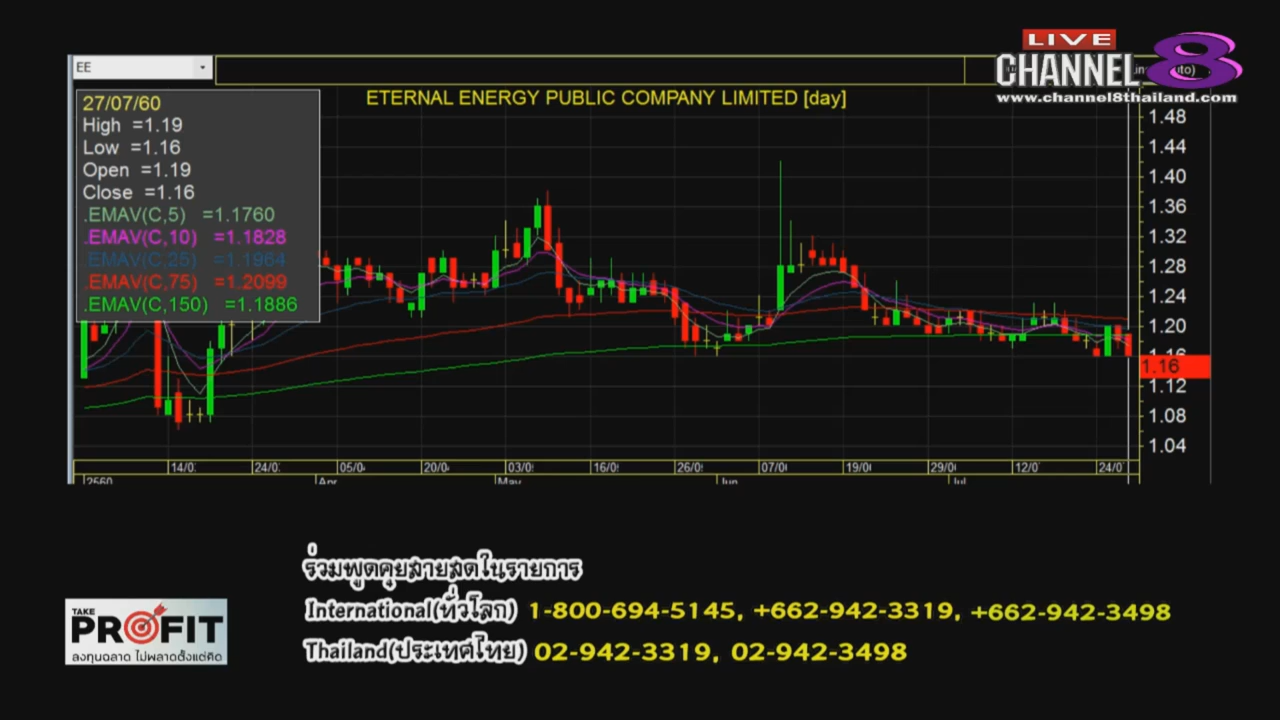 LIVE
CHANNEL 8
www.channel8thailand.com
EE
ETERNAL ENERGY PUBLIC COMPANY LIMITED [day]
27/07/60
High =1.19
Low =1.16
Open =1.19
Close =1.16
.EMAV(C,5) =1.1760
.EMAV(C,10) =1.1828
.EMAV(C,25) =1.1964
.EMAV(C,75) =1.2099
.EMAV(C,150) =1.1886
1.48
1.44
1.40
1.36
1.32
1.28
1.24
1.20
1.16
1.16
1.12
1.08
1.04
14/0 24/0 05/0 20/0 03/0 16/0 26/0 07/0 19/0 29/0 12/0 24/0
2560 Apr May Jun Jul
ร่วมพูดคุยสายสดในรายการ
International(ทั่วโลก) 1-800-694-5145, +662-942-3319, +662-942-3498
Thailand(ประเทศไทย) 02-942-3319, 02-942-3498
TAKE
PROFIT
ลงทุนฉลาด ไม่พลาดตั้งแต่คิด